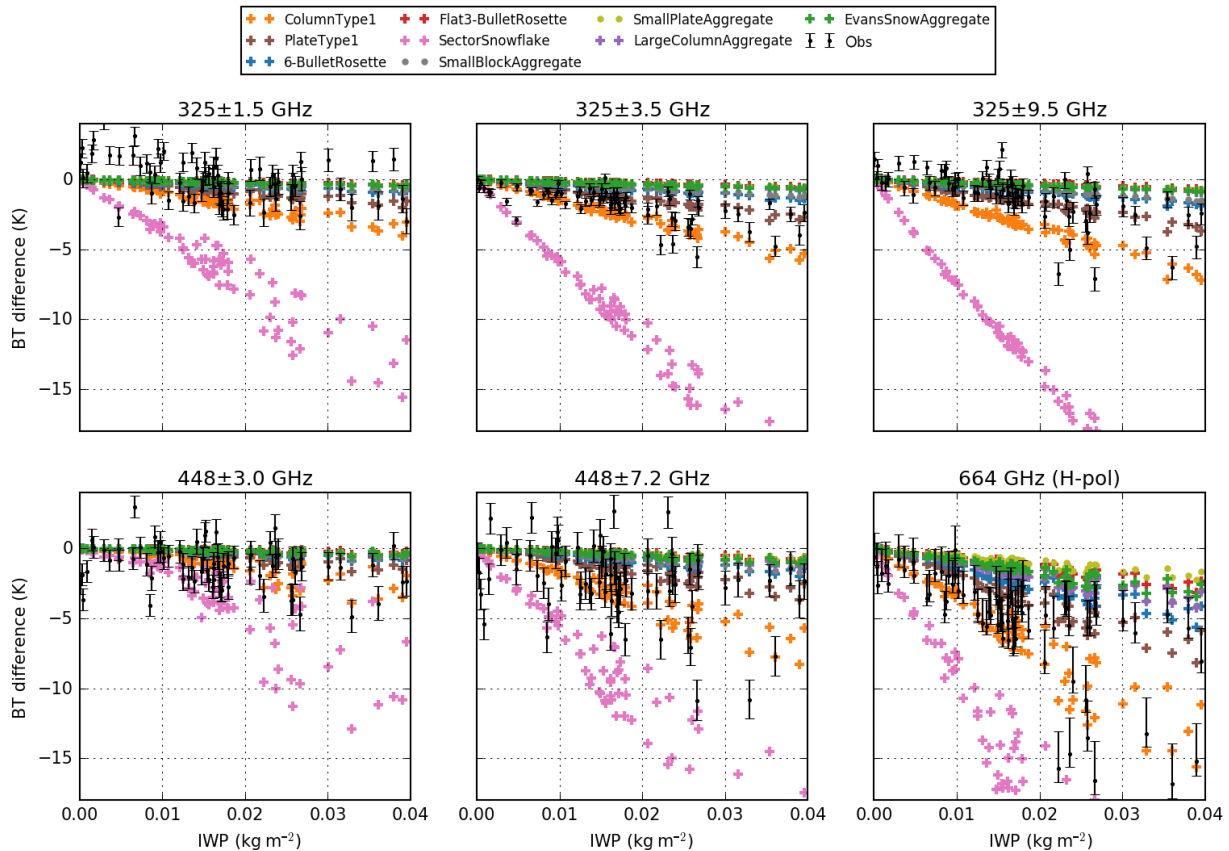 ColumnType1 Flat3-BulletRosette SmallPlateAggregate EvansSnowAggregate
PlateType1 SectorSnowflake LargeColumnAggregate Obs
6-BulletRosette SmallBlockAggregate
325±1.5 GHz 325±3.5 GHz 325±9.5 GHz
BT difference (K)
0
−5
−10
−15
448±3.0 GHz 448±7.2 GHz 664 GHz (H-pol)
BT difference (K)
0
−5
−10
−15
0.00 0.01 0.02 0.03 0.04 0.00 0.01 0.02 0.03 0.04 0.00 0.01 0.02 0.03 0.04
IWP (kg m⁻²) IWP (kg m⁻²) IWP (kg m⁻²)